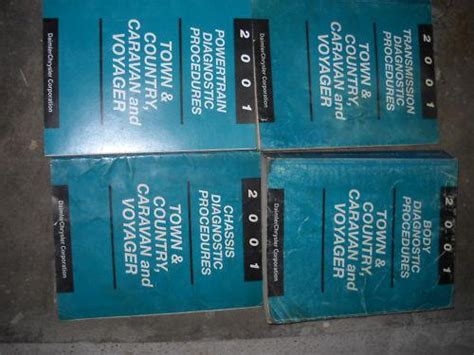 2001
POWERTRAIN
DIAGNOSTIC
PROCEDURES
TOWN &
COUNTRY,
CARAVAN and
VOYAGER
DaimlerChrysler Corporation
2001
TRANSMISSION
DIAGNOSTIC
PROCEDURES
TOWN &
COUNTRY,
CARAVAN and
VOYAGER
DaimlerChrysler Corporation
2001
CHASSIS
DIAGNOSTIC
PROCEDURES
TOWN &
COUNTRY,
CARAVAN and
VOYAGER
DaimlerChrysler Corporation
2001
BODY
DIAGNOSTIC
PROCEDURES
TOWN &
COUNTRY,
CARAVAN and
VOYAGER
DaimlerChrysler Corporation